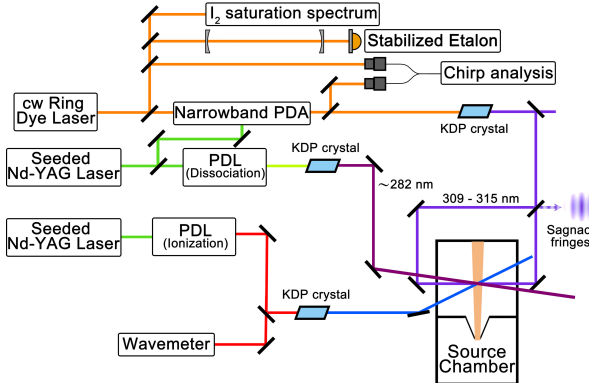 I₂ saturation spectrum
Stabilized Etalon
Chirp analysis
cw Ring
Dye Laser
Narrowband PDA
KDP crystal
Seeded
Nd-YAG Laser
PDL
(Dissociation)
KDP crystal
~282 nm
309 - 315 nm
Sagnac
fringes
Seeded
Nd-YAG Laser
PDL
(Ionization)
KDP crystal
Wavemeter
Source
Chamber